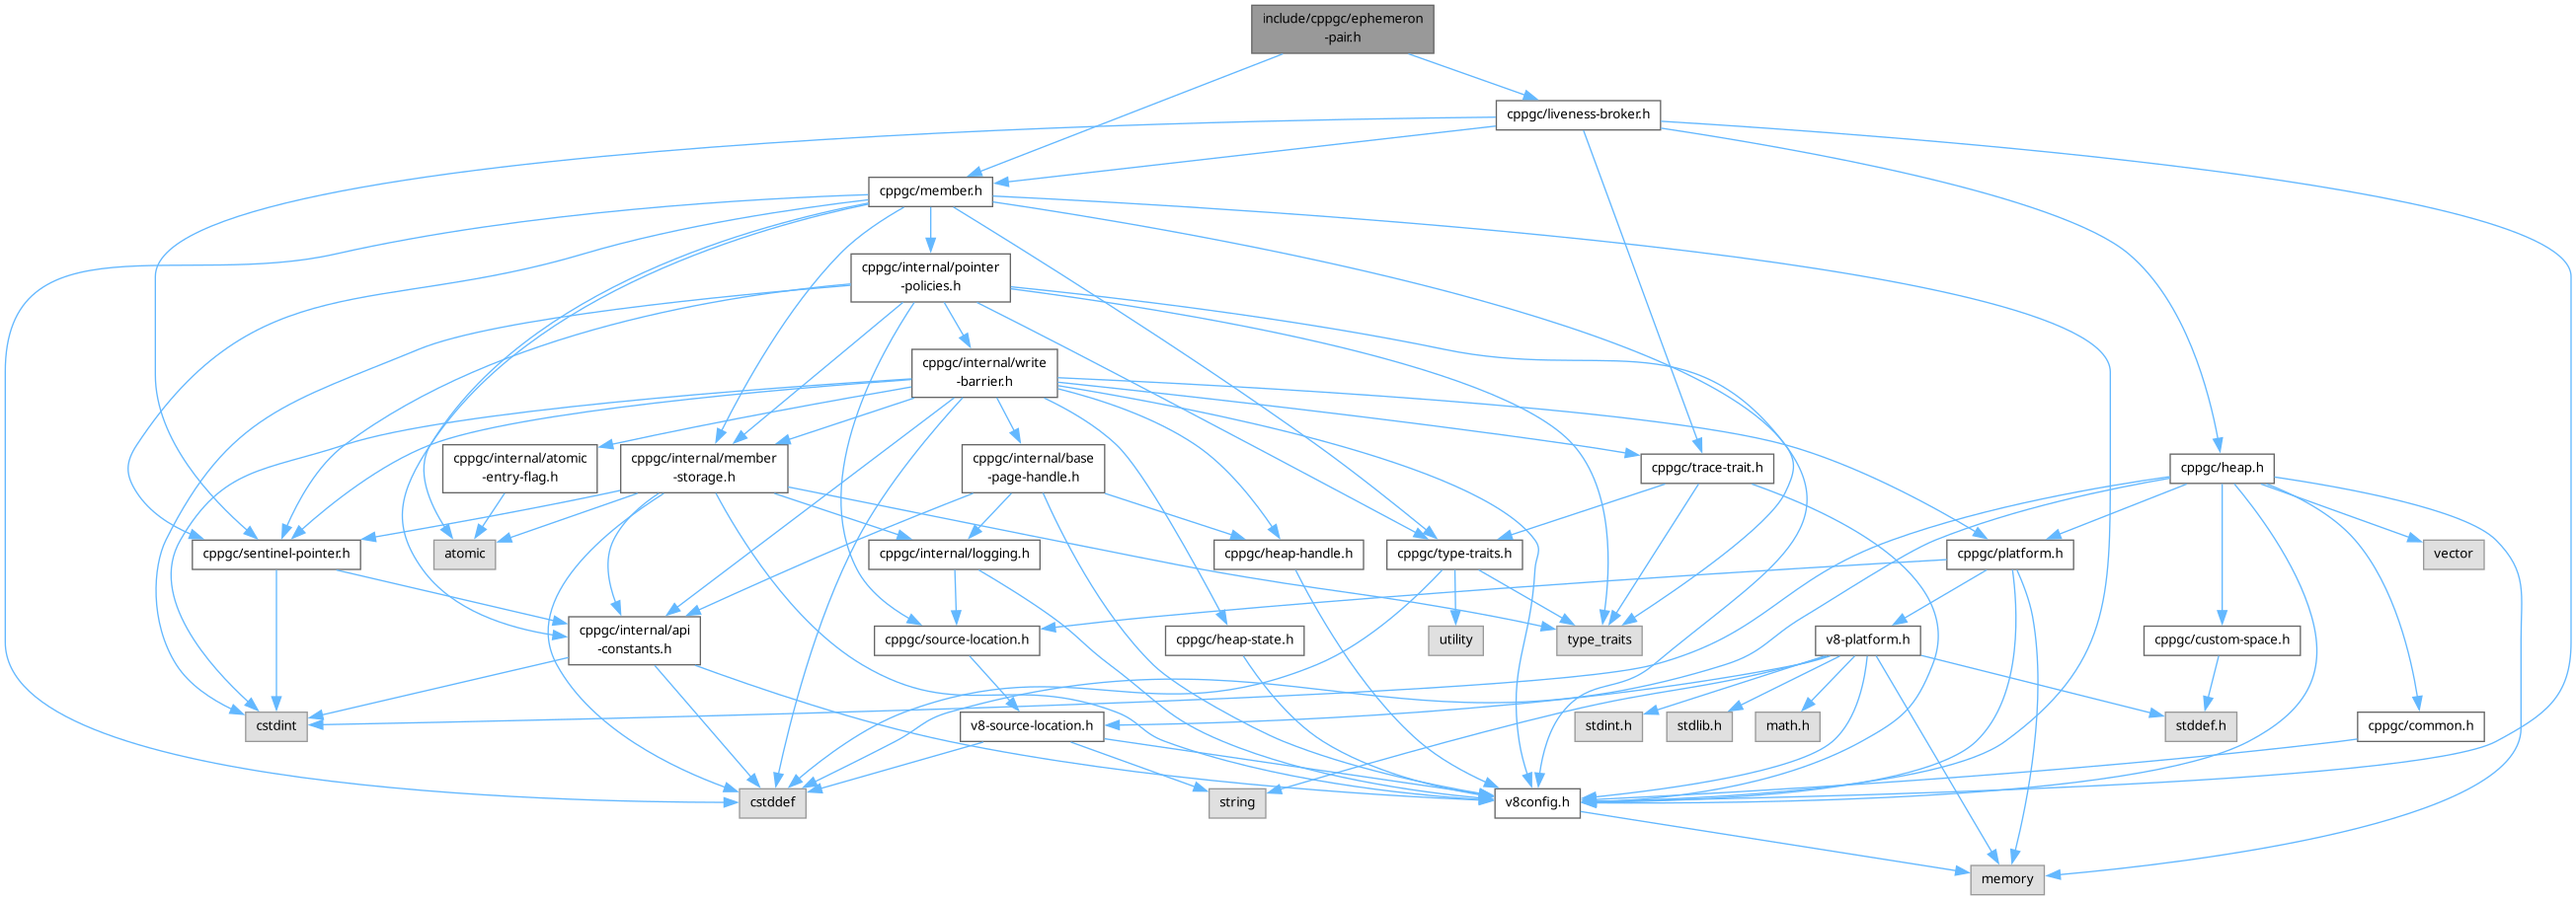 include/cppgc/ephemeron
-pair.h
cppgc/liveness-broker.h
cppgc/member.h
cppgc/internal/pointer
-policies.h
cppgc/internal/write
-barrier.h
cppgc/internal/atomic
-entry-flag.h
cppgc/internal/member
-storage.h
cppgc/internal/base
-page-handle.h
cppgc/trace-trait.h
cppgc/heap.h
cppgc/sentinel-pointer.h
atomic
cppgc/internal/logging.h
cppgc/heap-handle.h
cppgc/type-traits.h
cppgc/platform.h
vector
cppgc/internal/api
-constants.h
cppgc/source-location.h
cppgc/heap-state.h
utility
type_traits
v8-platform.h
cppgc/custom-space.h
cstdint
v8-source-location.h
stdint.h
stdlib.h
math.h
stddef.h
cppgc/common.h
cstddef
string
v8config.h
memory